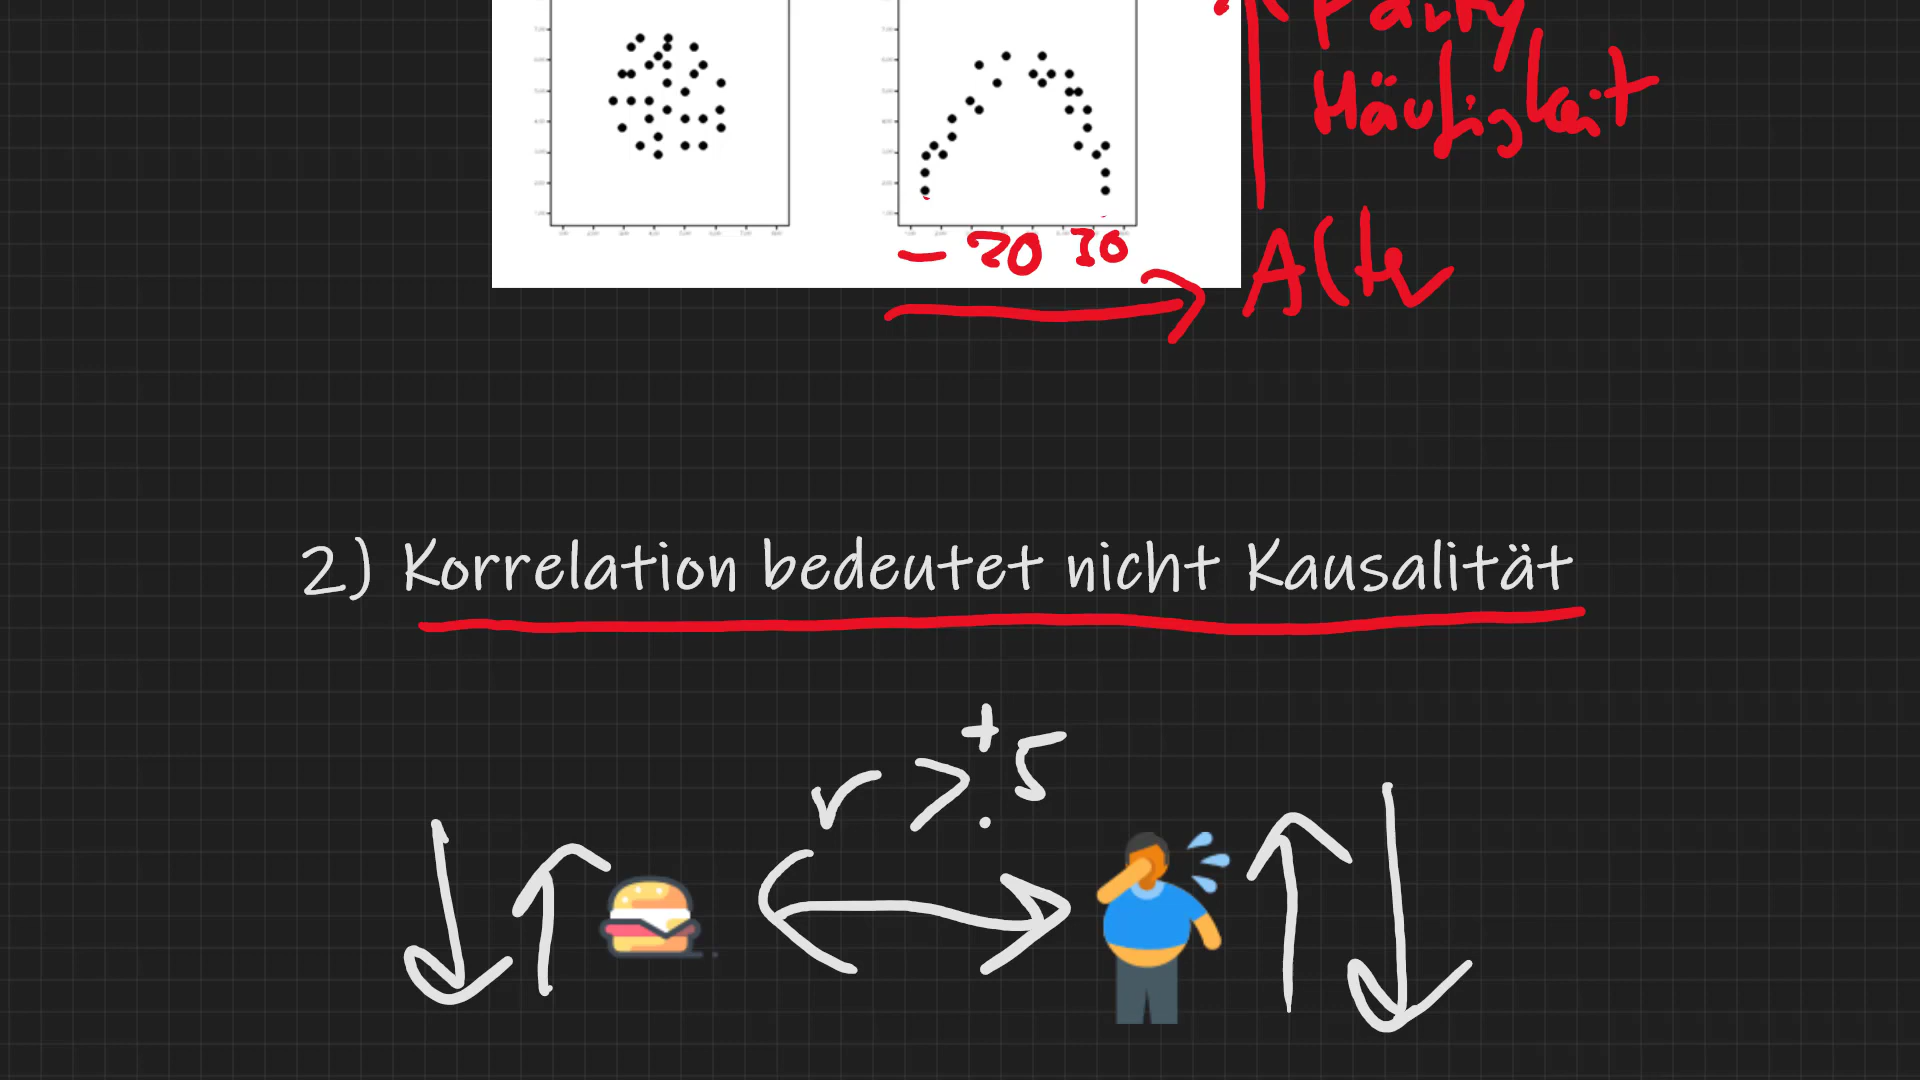 Party
Häufigkeit
- 20 30
Alter
2) Korrelation bedeutet nicht Kausalität
r > +.5